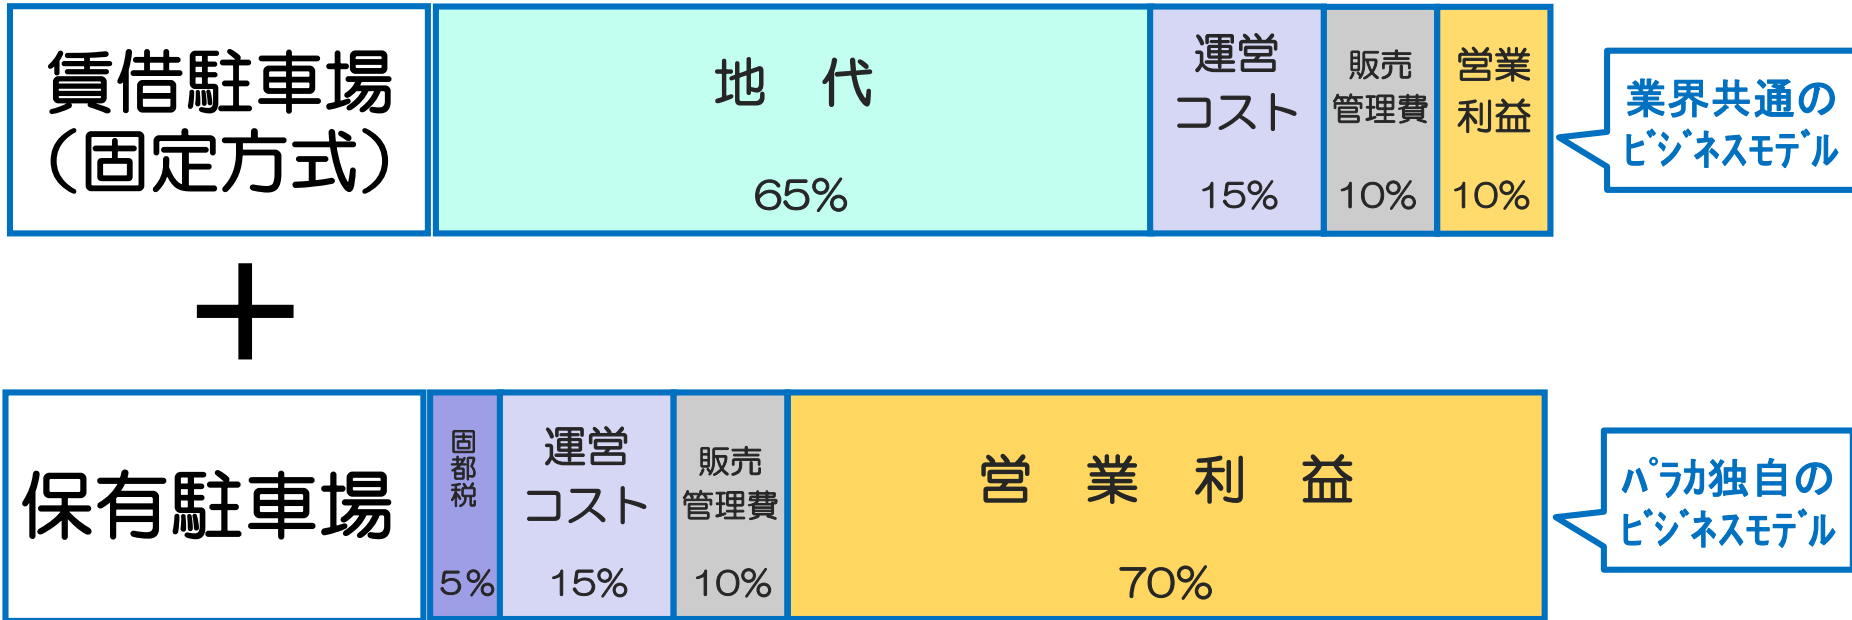 賃借駐車場
（固定方式）
地　代
65%
運営
コスト
15%
販売
管理費
10%
営業
利益
10%
業界共通の
ビジネスモデル
＋
保有駐車場
固都税
5%
運営
コスト
15%
販売
管理費
10%
営　業　利　益
70%
パラカ独自の
ビジネスモデル